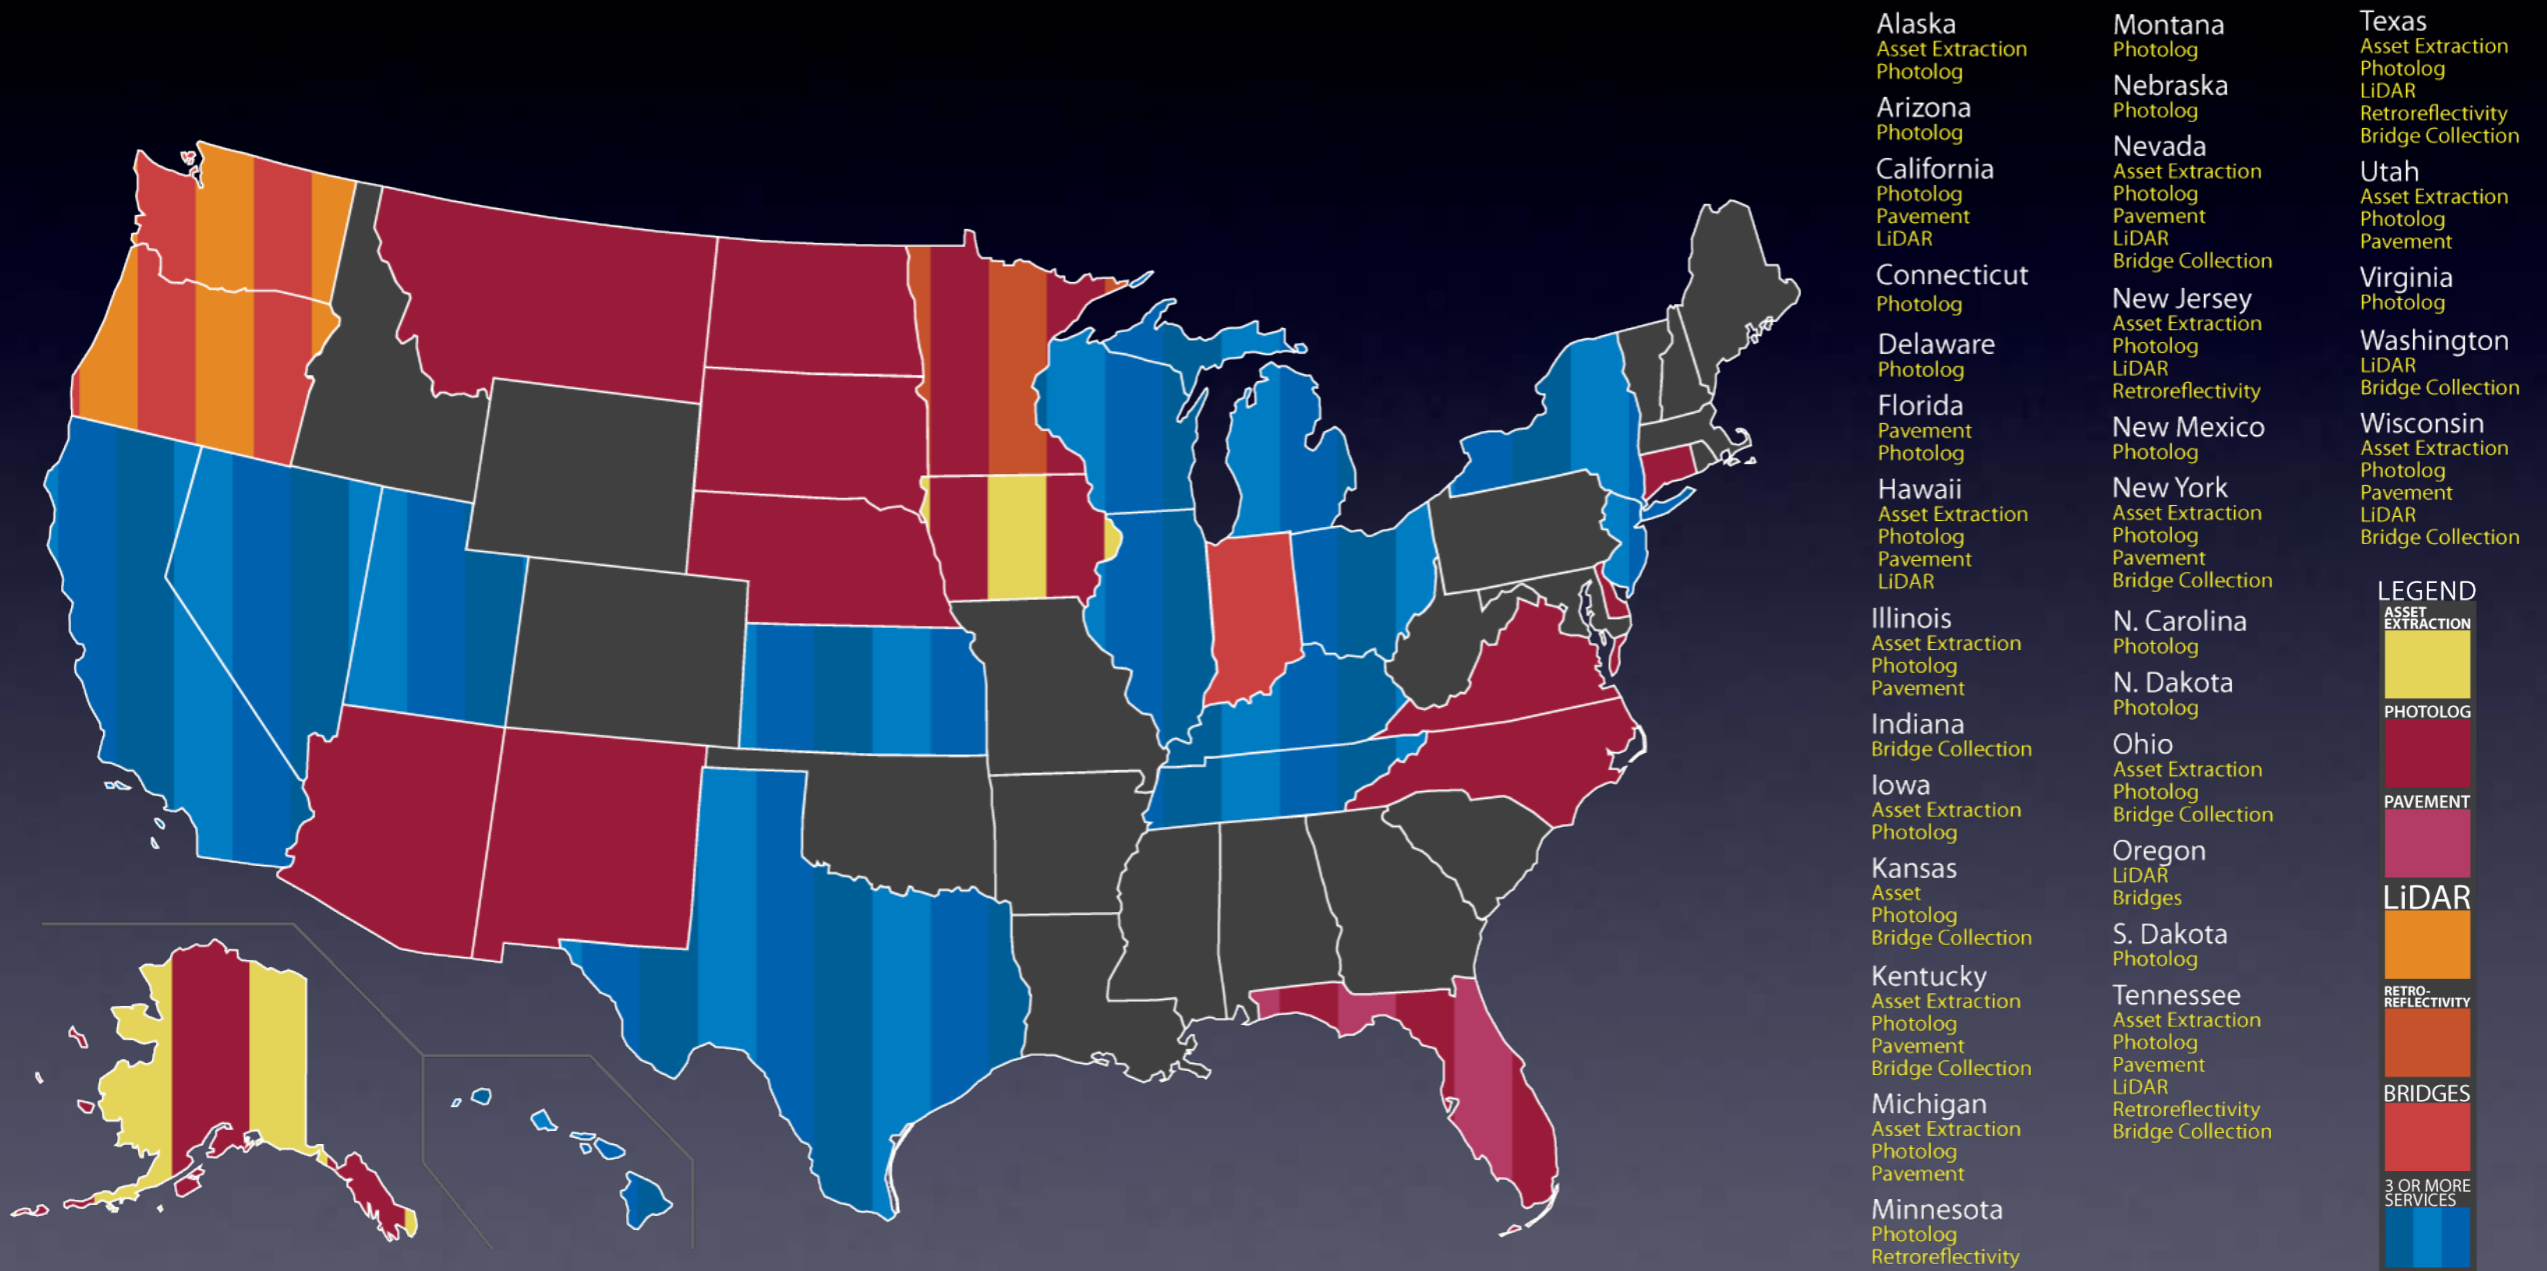 Alaska
Asset Extraction
Photolog
Arizona
Photolog
California
Photolog
Pavement
LiDAR
Connecticut
Photolog
Delaware
Photolog
Florida
Pavement
Photolog
Hawaii
Asset Extraction
Photolog
Pavement
LiDAR
Illinois
Asset Extraction
Photolog
Pavement
Indiana
Bridge Collection
Iowa
Asset Extraction
Photolog
Kansas
Asset
Photolog
Bridge Collection
Kentucky
Asset Extraction
Photolog
Pavement
Bridge Collection
Michigan
Asset Extraction
Photolog
Pavement
Minnesota
Photolog
Retroreflectivity
Montana
Photolog
Nebraska
Photolog
Nevada
Asset Extraction
Photolog
Pavement
LiDAR
Bridge Collection
New Jersey
Asset Extraction
Photolog
LiDAR
Retroreflectivity
New Mexico
Photolog
New York
Asset Extraction
Photolog
Pavement
Bridge Collection
N. Carolina
Photolog
N. Dakota
Photolog
Ohio
Asset Extraction
Photolog
Bridge Collection
Oregon
LiDAR
Bridges
S. Dakota
Photolog
Tennessee
Asset Extraction
Photolog
Pavement
LiDAR
Retroreflectivity
Bridge Collection
Texas
Asset Extraction
Photolog
LiDAR
Retroreflectivity
Bridge Collection
Utah
Asset Extraction
Photolog
Pavement
Virginia
Photolog
Washington
LiDAR
Bridge Collection
Wisconsin
Asset Extraction
Photolog
Pavement
LiDAR
Bridge Collection
LEGEND
ASSET
EXTRACTION
PHOTOLOG
PAVEMENT
LiDAR
RETRO-
REFLECTIVITY
BRIDGES
3 OR MORE
SERVICES